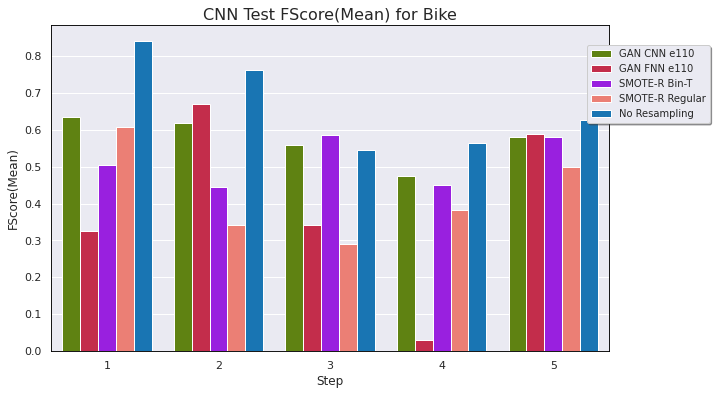 CNN Test FScore(Mean) for Bike
GAN CNN e110
GAN FNN e110
SMOTE-R Bin-T
SMOTE-R Regular
No Resampling
FScore(Mean)
0.8
0.7
0.6
0.5
0.4
0.3
0.2
0.1
0.0
1 2 3 4 5
Step